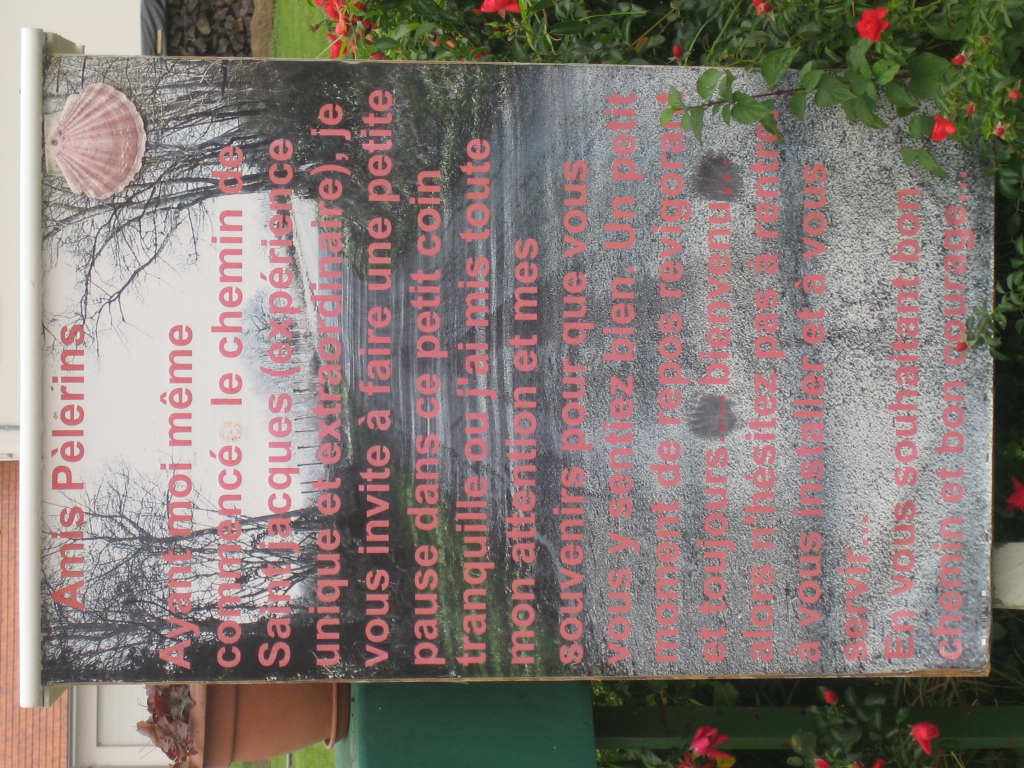 Amis Pèlerins
Ayant moi même
commencé le chemin de
Saint Jacques (expérience
unique et extraordinaire), je
vous invite à faire une petite
pause dans ce petit coin
tranquille ou j'ai mis toute
mon attention et mes
souvenirs pour que vous
vous y sentiez bien. Un petit
moment de repos revigorant
et toujours... bienvenu...
alors n'hésitez pas à rentrer,
à vous installer et à vous
servir...
En vous souhaitant bon
chemin et bon courage...